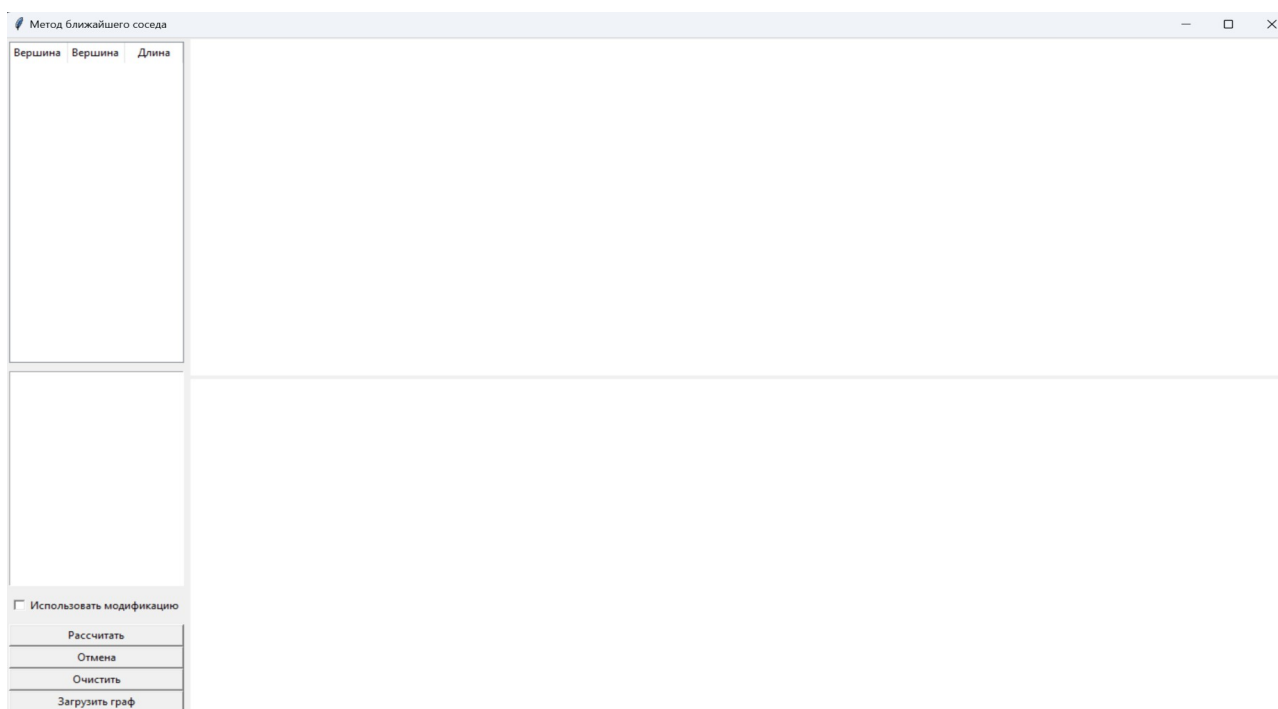 Метод ближайшего соседа
Вершина Вершина Длина
Использовать модификацию
Рассчитать
Отмена
Очистить
Загрузить граф